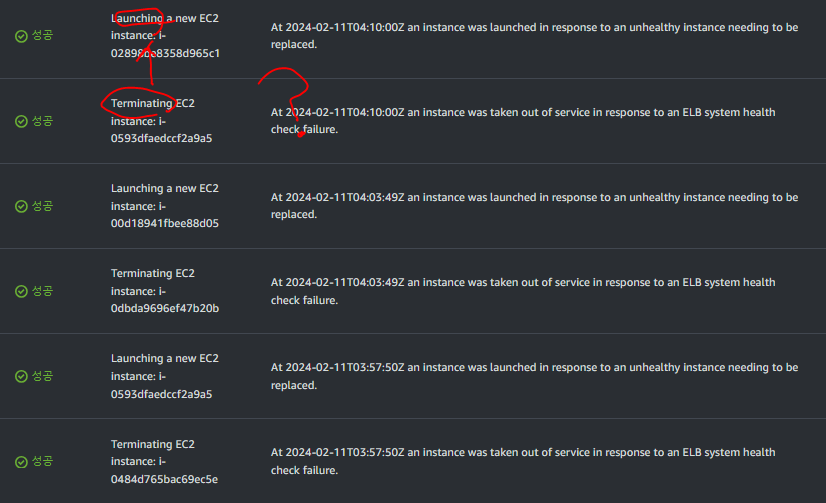 성공
Launching a new EC2
instance: i-
02898be8358d965c1
At 2024-02-11T04:10:00Z an instance was launched in response to an unhealthy instance needing to be
replaced.
성공
Terminating EC2
instance: i-
0593dfaedccf2a9a5
At 2024-02-11T04:10:00Z an instance was taken out of service in response to an ELB system health
check failure.
?
성공
Launching a new EC2
instance: i-
00d18941fbee88d05
At 2024-02-11T04:03:49Z an instance was launched in response to an unhealthy instance needing to be
replaced.
성공
Terminating EC2
instance: i-
0dbda9696ef47b20b
At 2024-02-11T04:03:49Z an instance was taken out of service in response to an ELB system health
check failure.
성공
Launching a new EC2
instance: i-
0593dfaedccf2a9a5
At 2024-02-11T03:57:50Z an instance was launched in response to an unhealthy instance needing to be
replaced.
성공
Terminating EC2
instance: i-
0484d765bac69ec5e
At 2024-02-11T03:57:50Z an instance was taken out of service in response to an ELB system health
check failure.